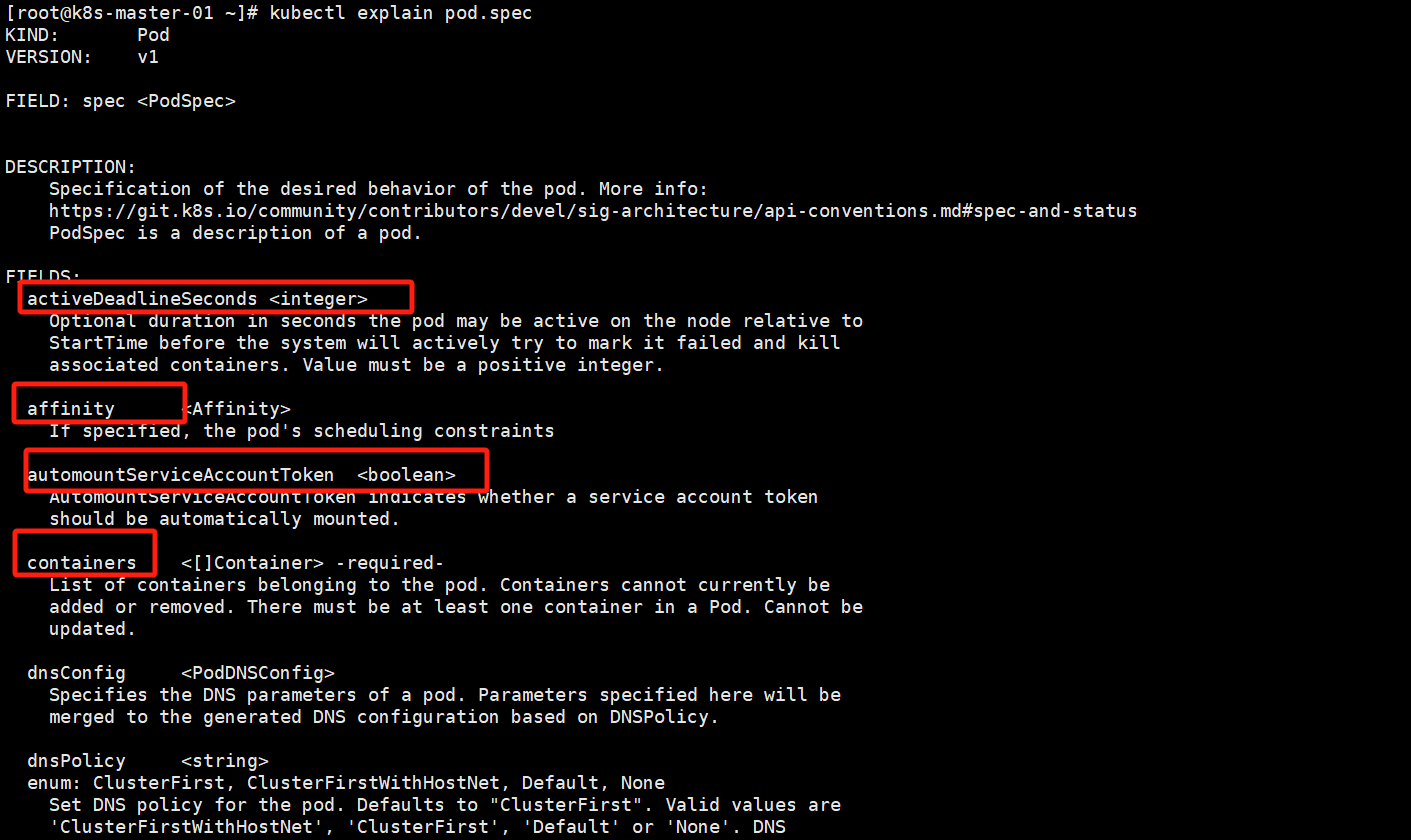 [root@k8s-master-01 ~]# kubectl explain pod.spec
KIND:       Pod
VERSION:    v1
FIELD: spec <PodSpec>
DESCRIPTION:
Specification of the desired behavior of the pod. More info:
https://git.k8s.io/community/contributors/devel/sig-architecture/api-conventions.md#spec-and-status
PodSpec is a description of a pod.
FIELDS:
activeDeadlineSeconds <integer>
Optional duration in seconds the pod may be active on the node relative to
StartTime before the system will actively try to mark it failed and kill
associated containers. Value must be a positive integer.
affinity      <Affinity>
If specified, the pod's scheduling constraints
automountServiceAccountToken  <boolean>
AutomountServiceAccountToken indicates whether a service account token
should be automatically mounted.
containers    <[]Container> -required-
List of containers belonging to the pod. Containers cannot currently be
added or removed. There must be at least one container in a Pod. Cannot be
updated.
dnsConfig     <PodDNSConfig>
Specifies the DNS parameters of a pod. Parameters specified here will be
merged to the generated DNS configuration based on DNSPolicy.
dnsPolicy     <string>
enum: ClusterFirst, ClusterFirstWithHostNet, Default, None
Set DNS policy for the pod. Defaults to "ClusterFirst". Valid values are
'ClusterFirstWithHostNet', 'ClusterFirst', 'Default' or 'None'. DNS